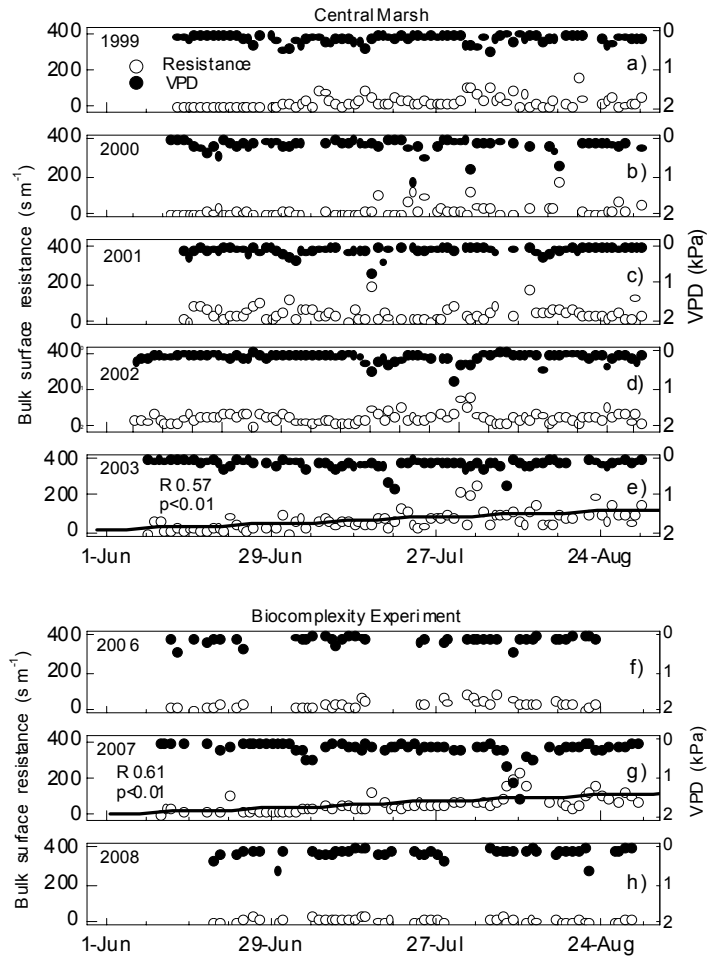 Central Marsh
400 1999 0
Resistance
VPD
200 1
a)
0 2
400 0
2000
b)
200 1
0 2
400 0
2001
c)
200 1
0 2
400 0
2002
d)
200 1
0 2
400 2003 0
R 0.57
p<0.01
e)
200 1
0 2
1-Jun 29-Jun 27-Jul 24-Aug
Bulk surface resistance (s m-1)
VPD (kPa)
Biocomplexity Experiment
400 2006 0
f)
200 1
0 2
400 2007 0
R 0.61
p<0.01
g)
200 1
0 2
400 2008 0
h)
200 1
0 2
1-Jun 29-Jun 27-Jul 24-Aug
Bulk surface resistance (s m-1)
VPD (kPa)